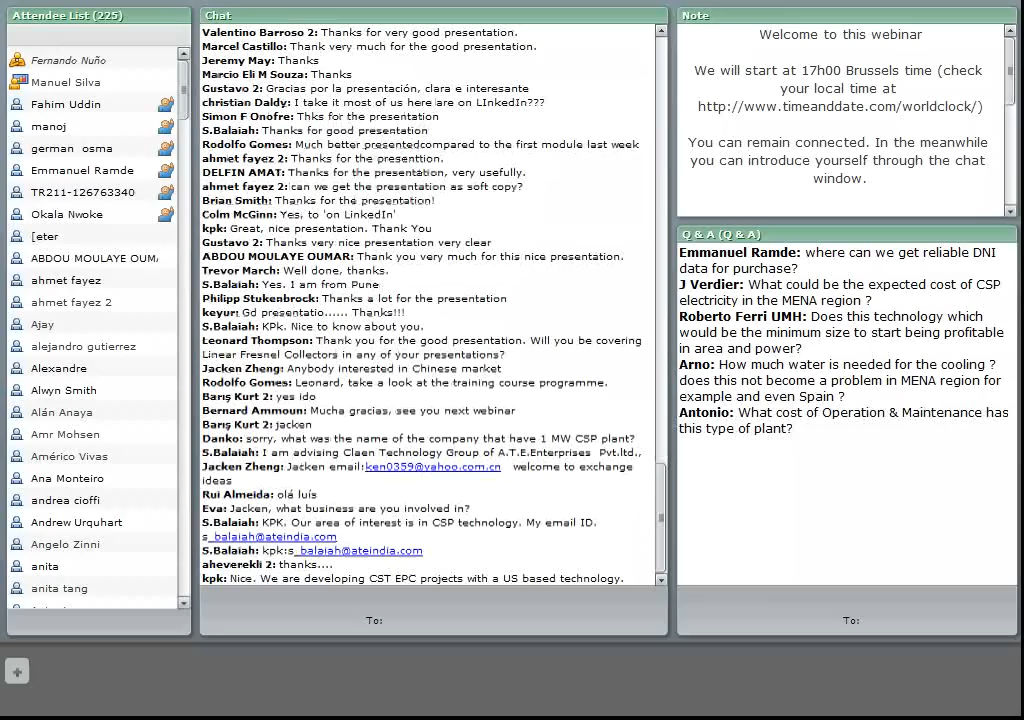 Attendee List (225)
Fernando Nuño
Manuel Silva
Fahim Uddin
manoj
german osma
Emmanuel Ramde
TR211-126763340
Okala Nwoke
[eter
ABDOU MOULAYE OUM
ahmet fayez
ahmet fayez 2
Ajay
alejandro gutierrez
Alexandre
Alwyn Smith
Alán Anaya
Amr Mohsen
Américo Vivas
Ana Monteiro
andrea cioffi
Andrew Urquhart
Angelo Zinni
anita
anita tang
Chat
Valentino Barroso 2: Thanks for very good presentation.
Marcel Castillo: Thank very much for the good presentation.
Jeremy May: Thanks
Marcio Eli M Souza: Thanks
Gustavo 2: Gracias por la presentación, clara e interesante
christian Daldy: I take it most of us here are on LInkedIn???
Simon F Onofre: Thks for the presentation
S.Balaiah: Thanks for good presentation
Rodolfo Gomes: Much better presentedcompared to the first module last week
ahmet fayez 2: Thanks for the presenttion.
DELFIN AMAT: Thanks for the presentation, very usefully.
ahmet fayez 2: can we get the presentation as soft copy?
Brian Smith: Thanks for the presentation!
Colm McGinn: Yes, to 'on LinkedIn'
kpk: Great, nice presentation. Thank You
Gustavo 2: Thanks very nice presentation very clear
ABDOU MOULAYE OUMAR: Thank you very much for this nice presentation.
Trevor March: Well done, thanks.
S.Balaiah: Yes. I am from Pune
Philipp Stukenbrock: Thanks a lot for the presentation
keyur: Gd presentatio...... Thanks!!!
S.Balaiah: KPk. Nice to know about you.
Leonard Thompson: Thank you for the good presentation. Will you be covering
Linear Fresnel Collectors in any of your presentations?
Jacken Zheng: Anybody interested in Chinese market
Rodolfo Gomes: Leonard, take a look at the training course programme.
Barış Kurt 2: yes ido
Bernard Ammoun: Mucha gracias, see you next webinar
Barış Kurt 2: jacken
Danko: sorry, what was the name of the company that have 1 MW CSP plant?
S.Balaiah: I am advising Claen Technology Group of A.T.E.Enterprises Pvt.ltd.,
Jacken Zheng: Jacken email:ken0359@yahoo.com.cn welcome to exchange
ideas
Rui Almeida: olá luís
Eva: Jacken, what business are you involved in?
S.Balaiah: KPK. Our area of interest is in CSP technology. My email ID.
s_balaiah@ateindia.com
S.Balaiah: kpk:s_balaiah@ateindia.com
aheverekli 2: thanks....
kpk: Nice. We are developing CST EPC projects with a US based technology.
To:
Note
Welcome to this webinar
We will start at 17h00 Brussels time (check
your local time at
http://www.timeanddate.com/worldclock/)
You can remain connected. In the meanwhile
you can introduce yourself through the chat
window.
Q & A (Q & A)
Emmanuel Ramde: where can we get reliable DNI
data for purchase?
J Verdier: What could be the expected cost of CSP
electricity in the MENA region ?
Roberto Ferri UMH: Does this technology which
would be the minimum size to start being profitable
in area and power?
Arno: How much water is needed for the cooling ?
does this not become a problem in MENA region for
example and even Spain ?
Antonio: What cost of Operation & Maintenance has
this type of plant?
To: